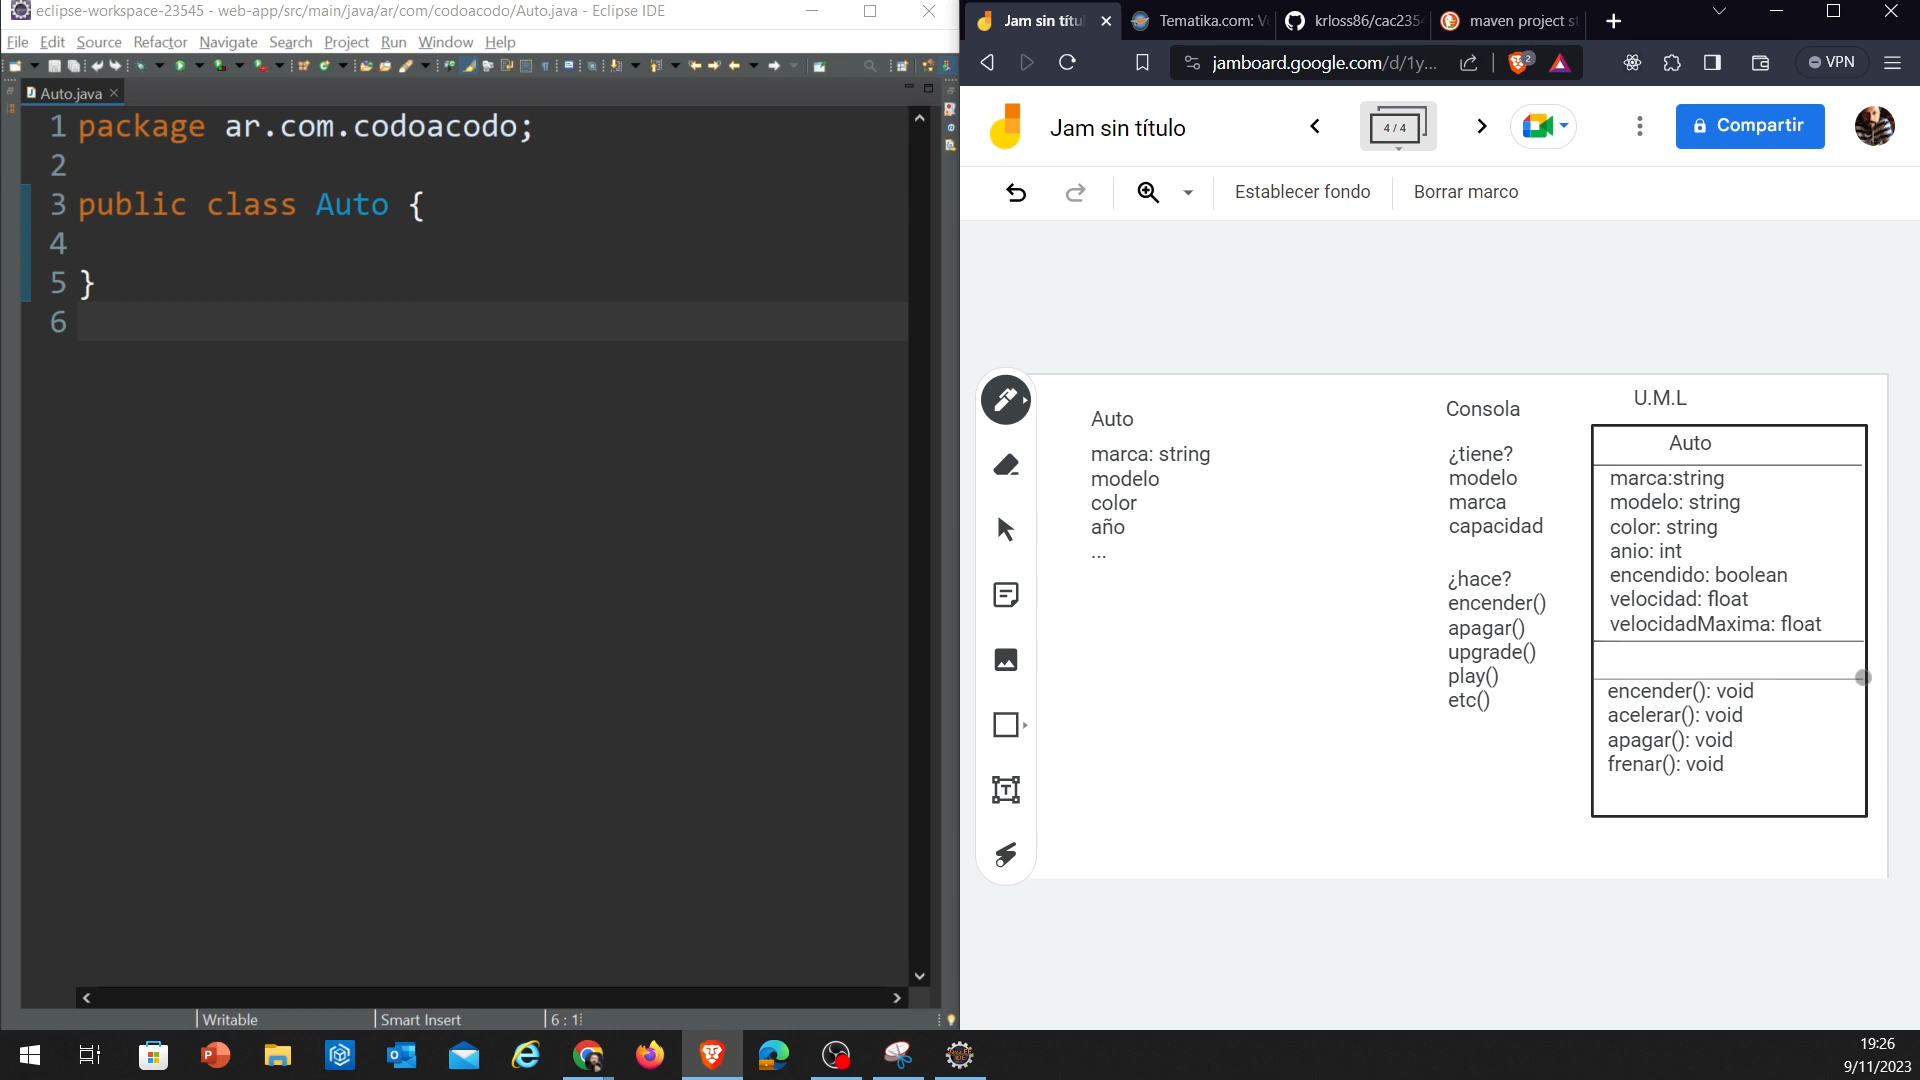 eclipse-workspace-23545 - web-app/src/main/java/ar/com/codoacodo/Auto.java - Eclipse IDE
File Edit Source Refactor Navigate Search Project Run Window Help
Auto.java
1 package ar.com.codoacodo;
2
3 public class Auto {
4
5 }
6
Writable
Smart Insert
6 : 1
Jam sin títu
Tematika.com:
krloss86/cac2354
maven project st
jamboard.google.com/d/1y...
2
VPN
Jam sin título
4 / 4
Compartir
Establecer fondo
Borrar marco
Auto
marca: string
modelo
color
año
...
Consola
¿tiene?
modelo
marca
capacidad
¿hace?
encender()
apagar()
upgrade()
play()
etc()
U.M.L
Auto
marca:string
modelo: string
color: string
anio: int
encendido: boolean
velocidad: float
velocidadMaxima: float
encender(): void
acelerar(): void
apagar(): void
frenar(): void
19:26
9/11/2023